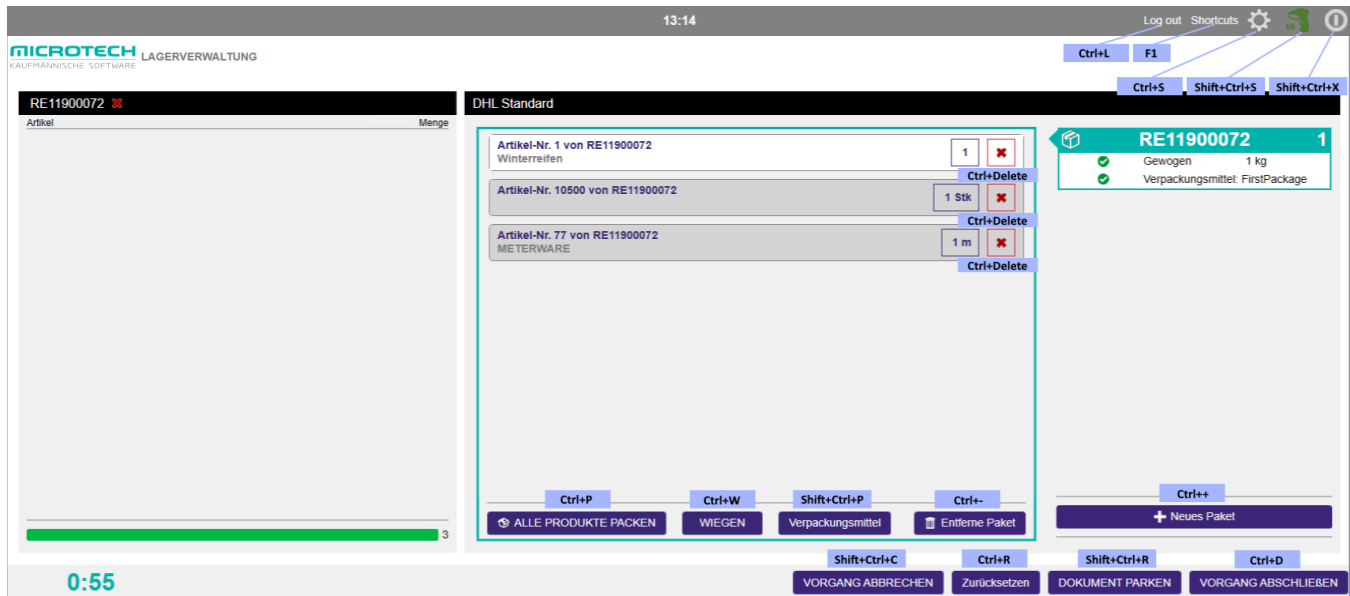 13:14
Log out Shortcuts
MICROTECH LAGERVERWALTUNG
KAUFMÄNNISCHE SOFTWARE
Ctrl+L F1
Ctrl+S Shift+Ctrl+S Shift+Ctrl+X
RE11900072
Artikel Menge
3
DHL Standard
Artikel-Nr. 1 von RE11900072
Winterreifen
1
Ctrl+Delete
Artikel-Nr. 10500 von RE11900072
1 Stk
Ctrl+Delete
Artikel-Nr. 77 von RE11900072
METERWARE
1 m
Ctrl+Delete
Ctrl+P Ctrl+W Shift+Ctrl+P Ctrl+-
ALLE PRODUKTE PACKEN WIEGEN Verpackungsmittel Entferne Paket
RE11900072 1
Gewogen 1 kg
Verpackungsmittel: FirstPackage
Ctrl++
Neues Paket
0:55
Shift+Ctrl+C Ctrl+R Shift+Ctrl+R Ctrl+D
VORGANG ABBRECHEN Zurücksetzen DOKUMENT PARKEN VORGANG ABSCHLIEßEN